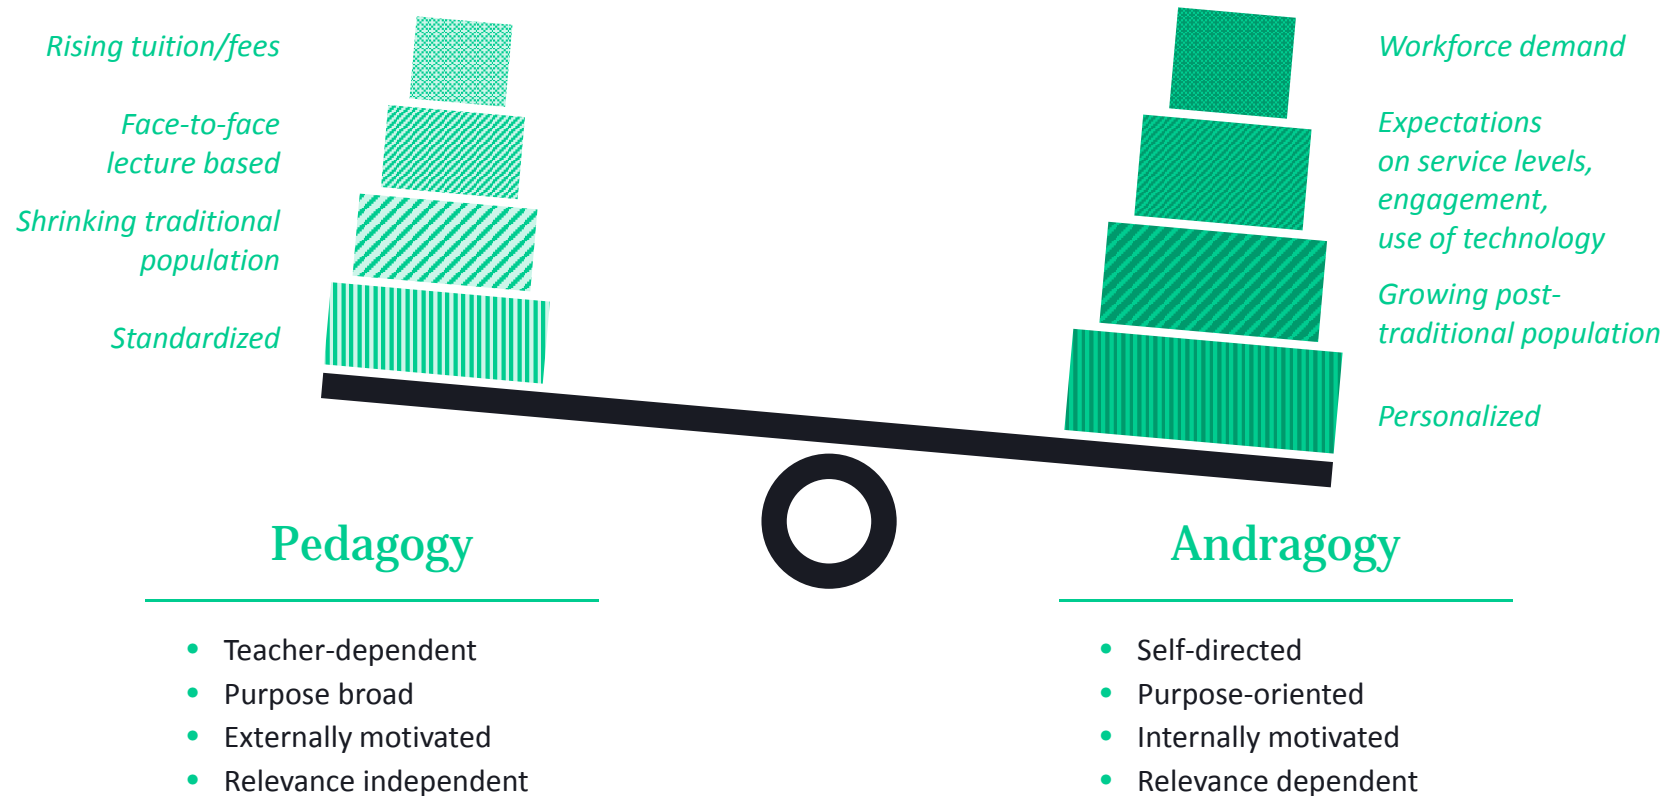 Rising tuition/fees
Face-to-face
lecture based
Shrinking traditional
population
Standardized
Workforce demand
Expectations
on service levels,
engagement,
use of technology
Growing post-
traditional population
Personalized
Pedagogy
• Teacher-dependent
• Purpose broad
• Externally motivated
• Relevance independent
Andragogy
• Self-directed
• Purpose-oriented
• Internally motivated
• Relevance dependent